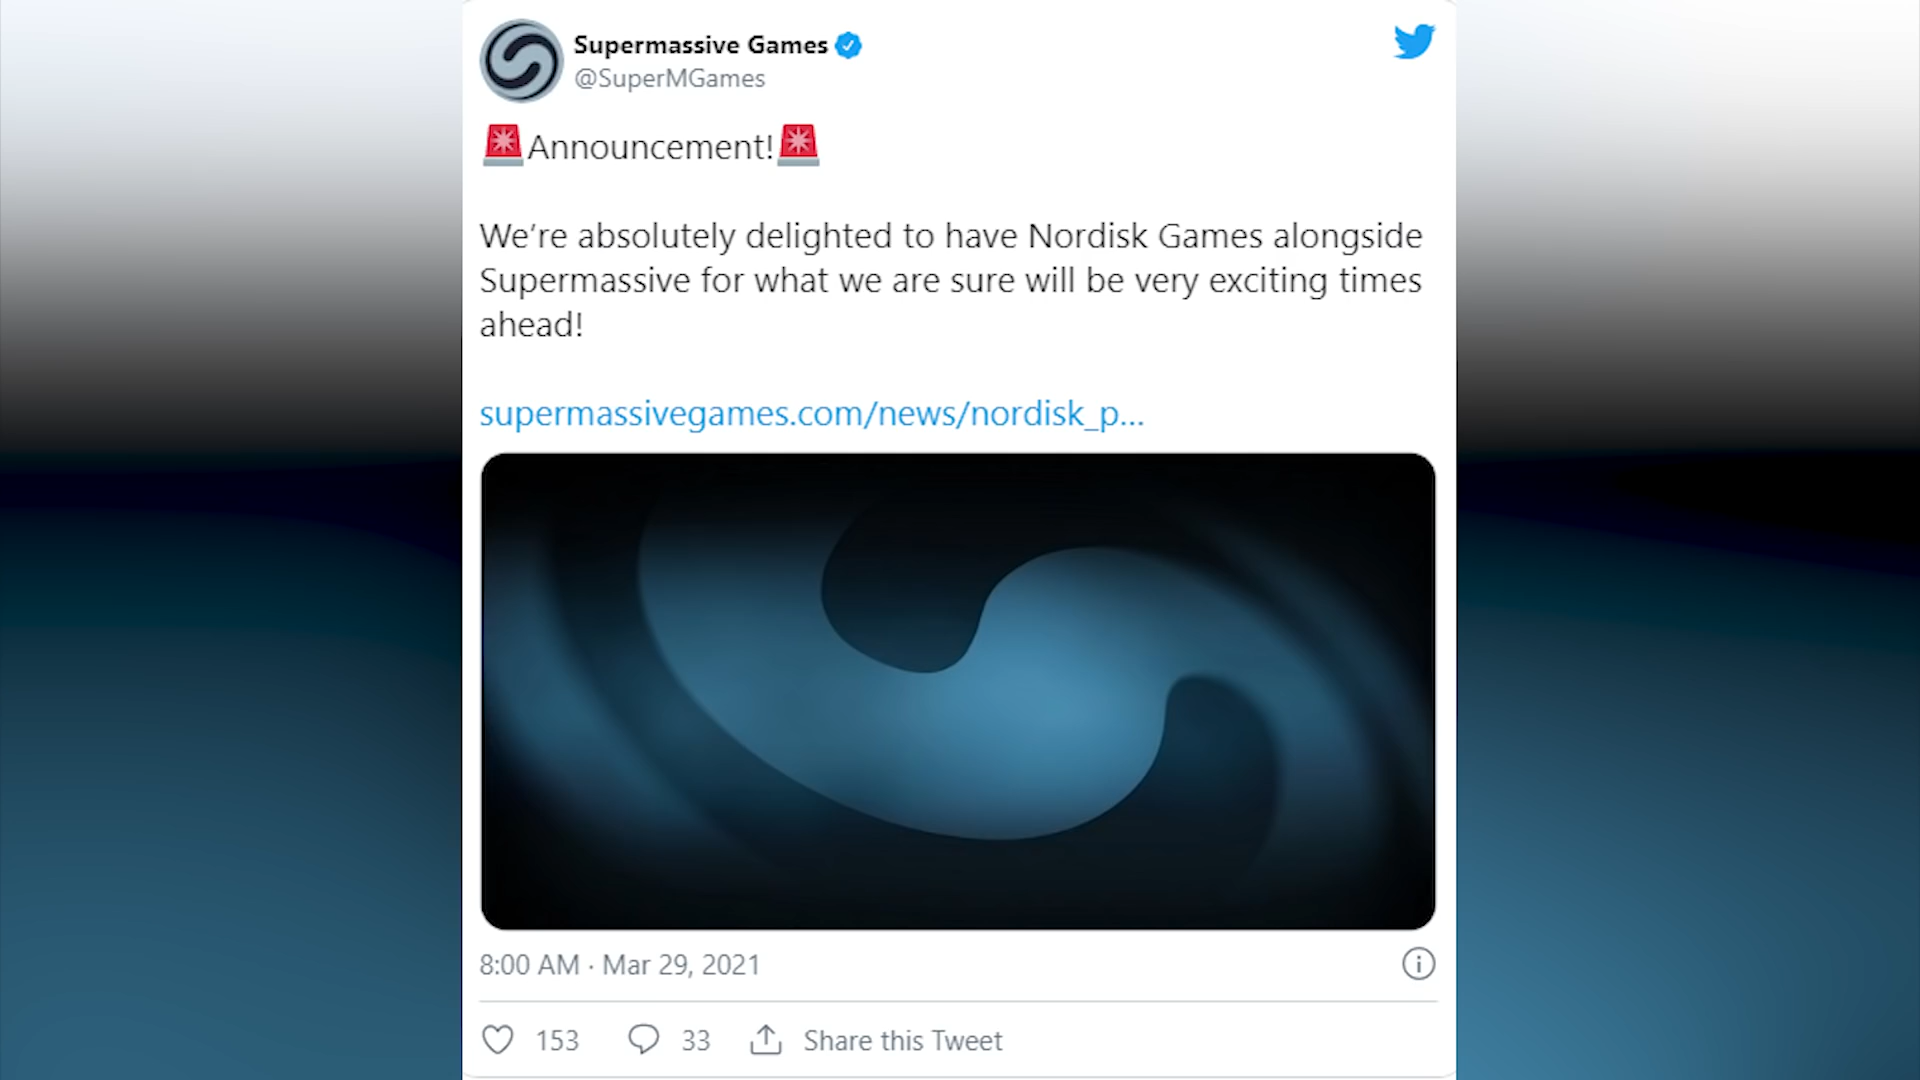 Supermassive Games
@SuperMGames
🚨Announcement!🚨
We’re absolutely delighted to have Nordisk Games alongside
Supermassive for what we are sure will be very exciting times
ahead!
supermassivegames.com/news/nordisk_p...
8:00 AM · Mar 29, 2021
153 33 Share this Tweet